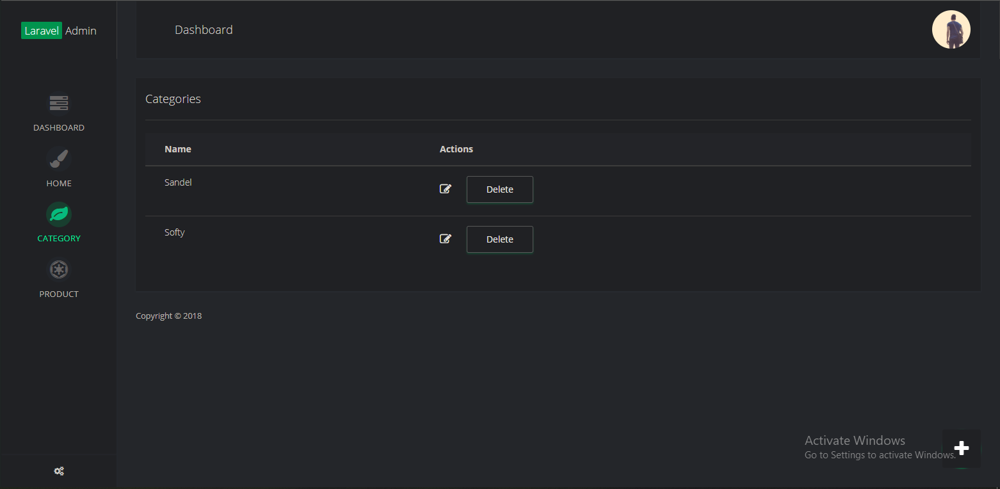 Laravel Admin
Dashboard
DASHBOARD
HOME
CATEGORY
PRODUCT
Categories
Name Actions
Sandel Delete
Softy Delete
Copyright © 2018
Activate Windows
Go to Settings to activate Windows.